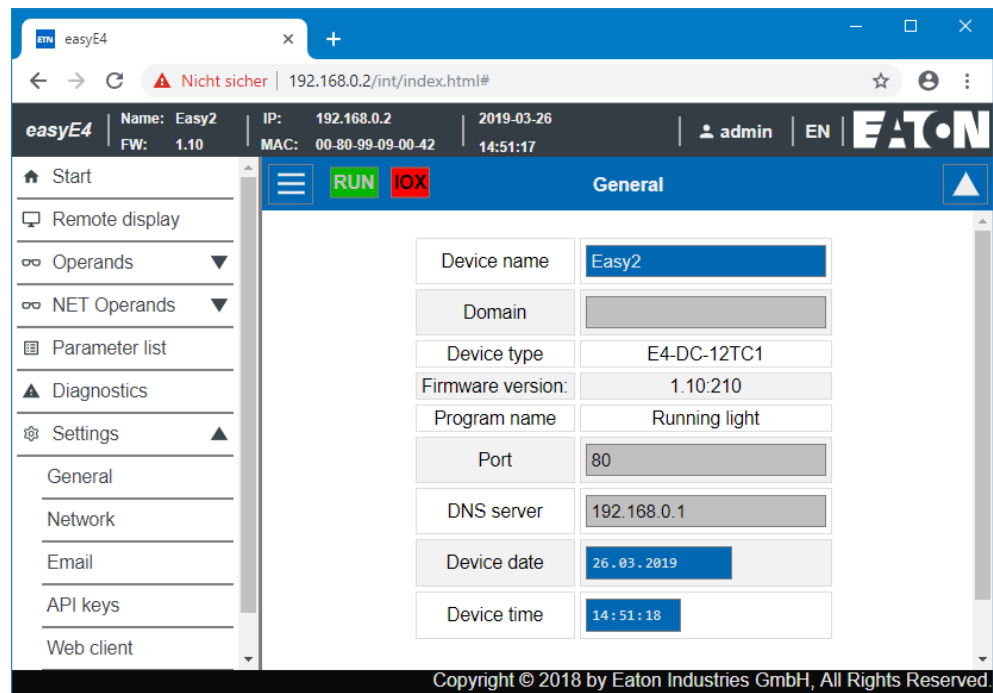 ETN easyE4
Nicht sicher | 192.168.0.2/int/index.html#
easyE4 Name: Easy2 IP: 192.168.0.2 2019-03-26 admin EN EATON
FW: 1.10 MAC: 00-80-99-09-00-42 14:51:17
Start
Remote display
Operands
NET Operands
Parameter list
Diagnostics
Settings
General
Network
Email
API keys
Web client
RUN IOX General
Device name Easy2
Domain
Device type E4-DC-12TC1
Firmware version: 1.10:210
Program name Running light
Port 80
DNS server 192.168.0.1
Device date 26.03.2019
Device time 14:51:18
Copyright © 2018 by Eaton Industries GmbH, All Rights Reserved.